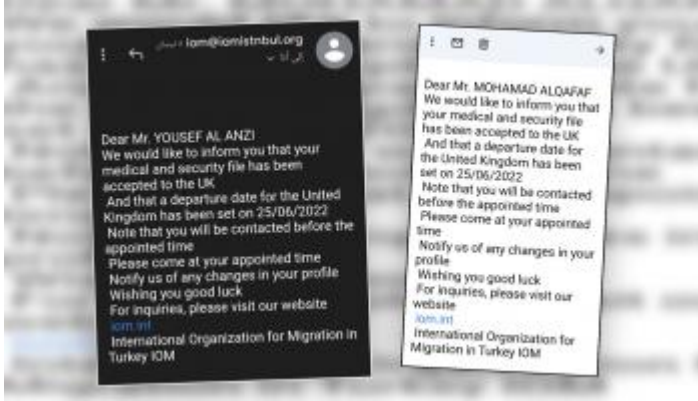 iom@iomistnbul.org
إلى أنا
Dear Mr. YOUSEF AL ANZI
We would like to inform you that your
medical and security file has been
accepted to the UK
And that a departure date for the United
Kingdom has been set on 25/06/2022
Note that you will be contacted before the
appointed time
Please come at your appointed time
Notify us of any changes in your profile
Wishing you good luck
For inquiries, please visit our website
iom.int
International Organization for Migration in
Turkey IOM
Dear Mr. MOHAMAD ALQAFAF
We would like to inform you that
your medical and security file
has been accepted to the UK
And that a departure date for
the United Kingdom has been
set on 25/06/2022
Note that you will be contacted
before the appointed time
Please come at your appointed
time
Notify us of any changes in your
profile
Wishing you good luck
For inquiries, please visit our
website
iom.int
International Organization for
Migration in Turkey IOM